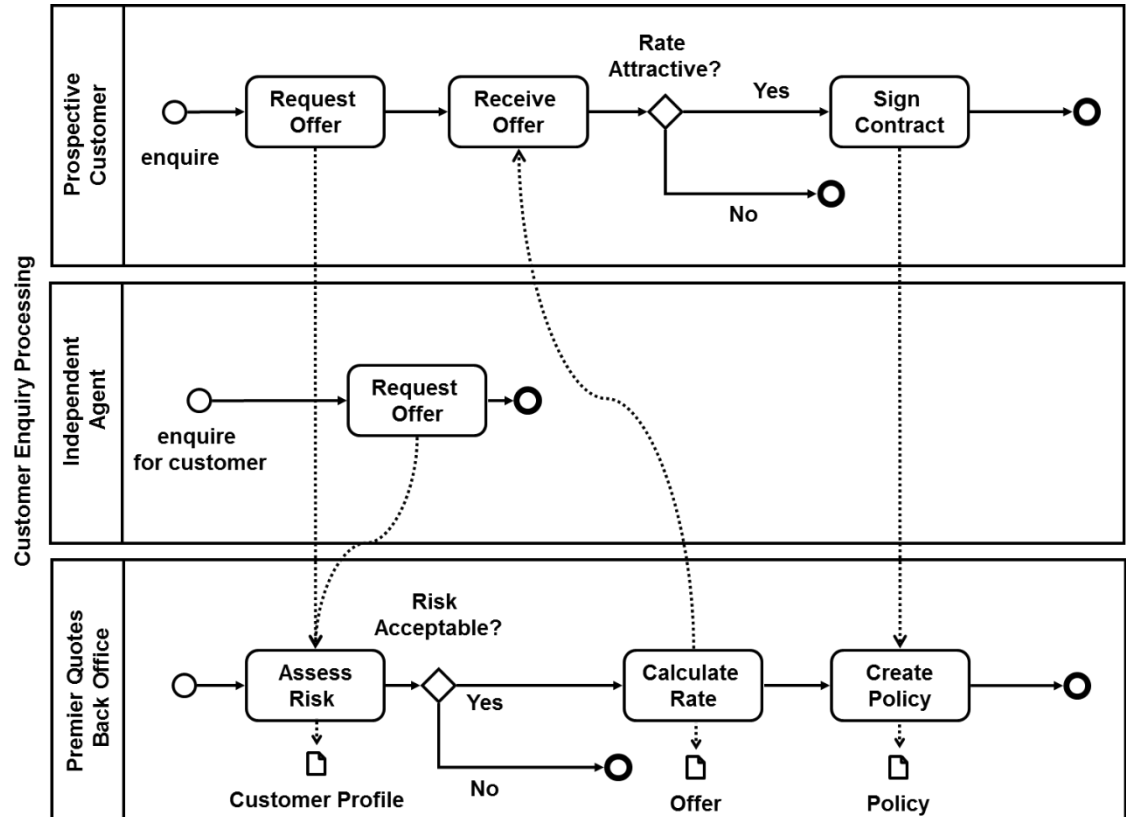 Customer Enquiry Processing
Prospective
Customer
enquire
Request
Offer
Receive
Offer
Rate
Attractive?
Yes
No
Sign
Contract
Independent
Agent
enquire
for customer
Request
Offer
Premier Quotes
Back Office
Assess
Risk
Customer Profile
Risk
Acceptable?
Yes
No
Calculate
Rate
Offer
Create
Policy
Policy